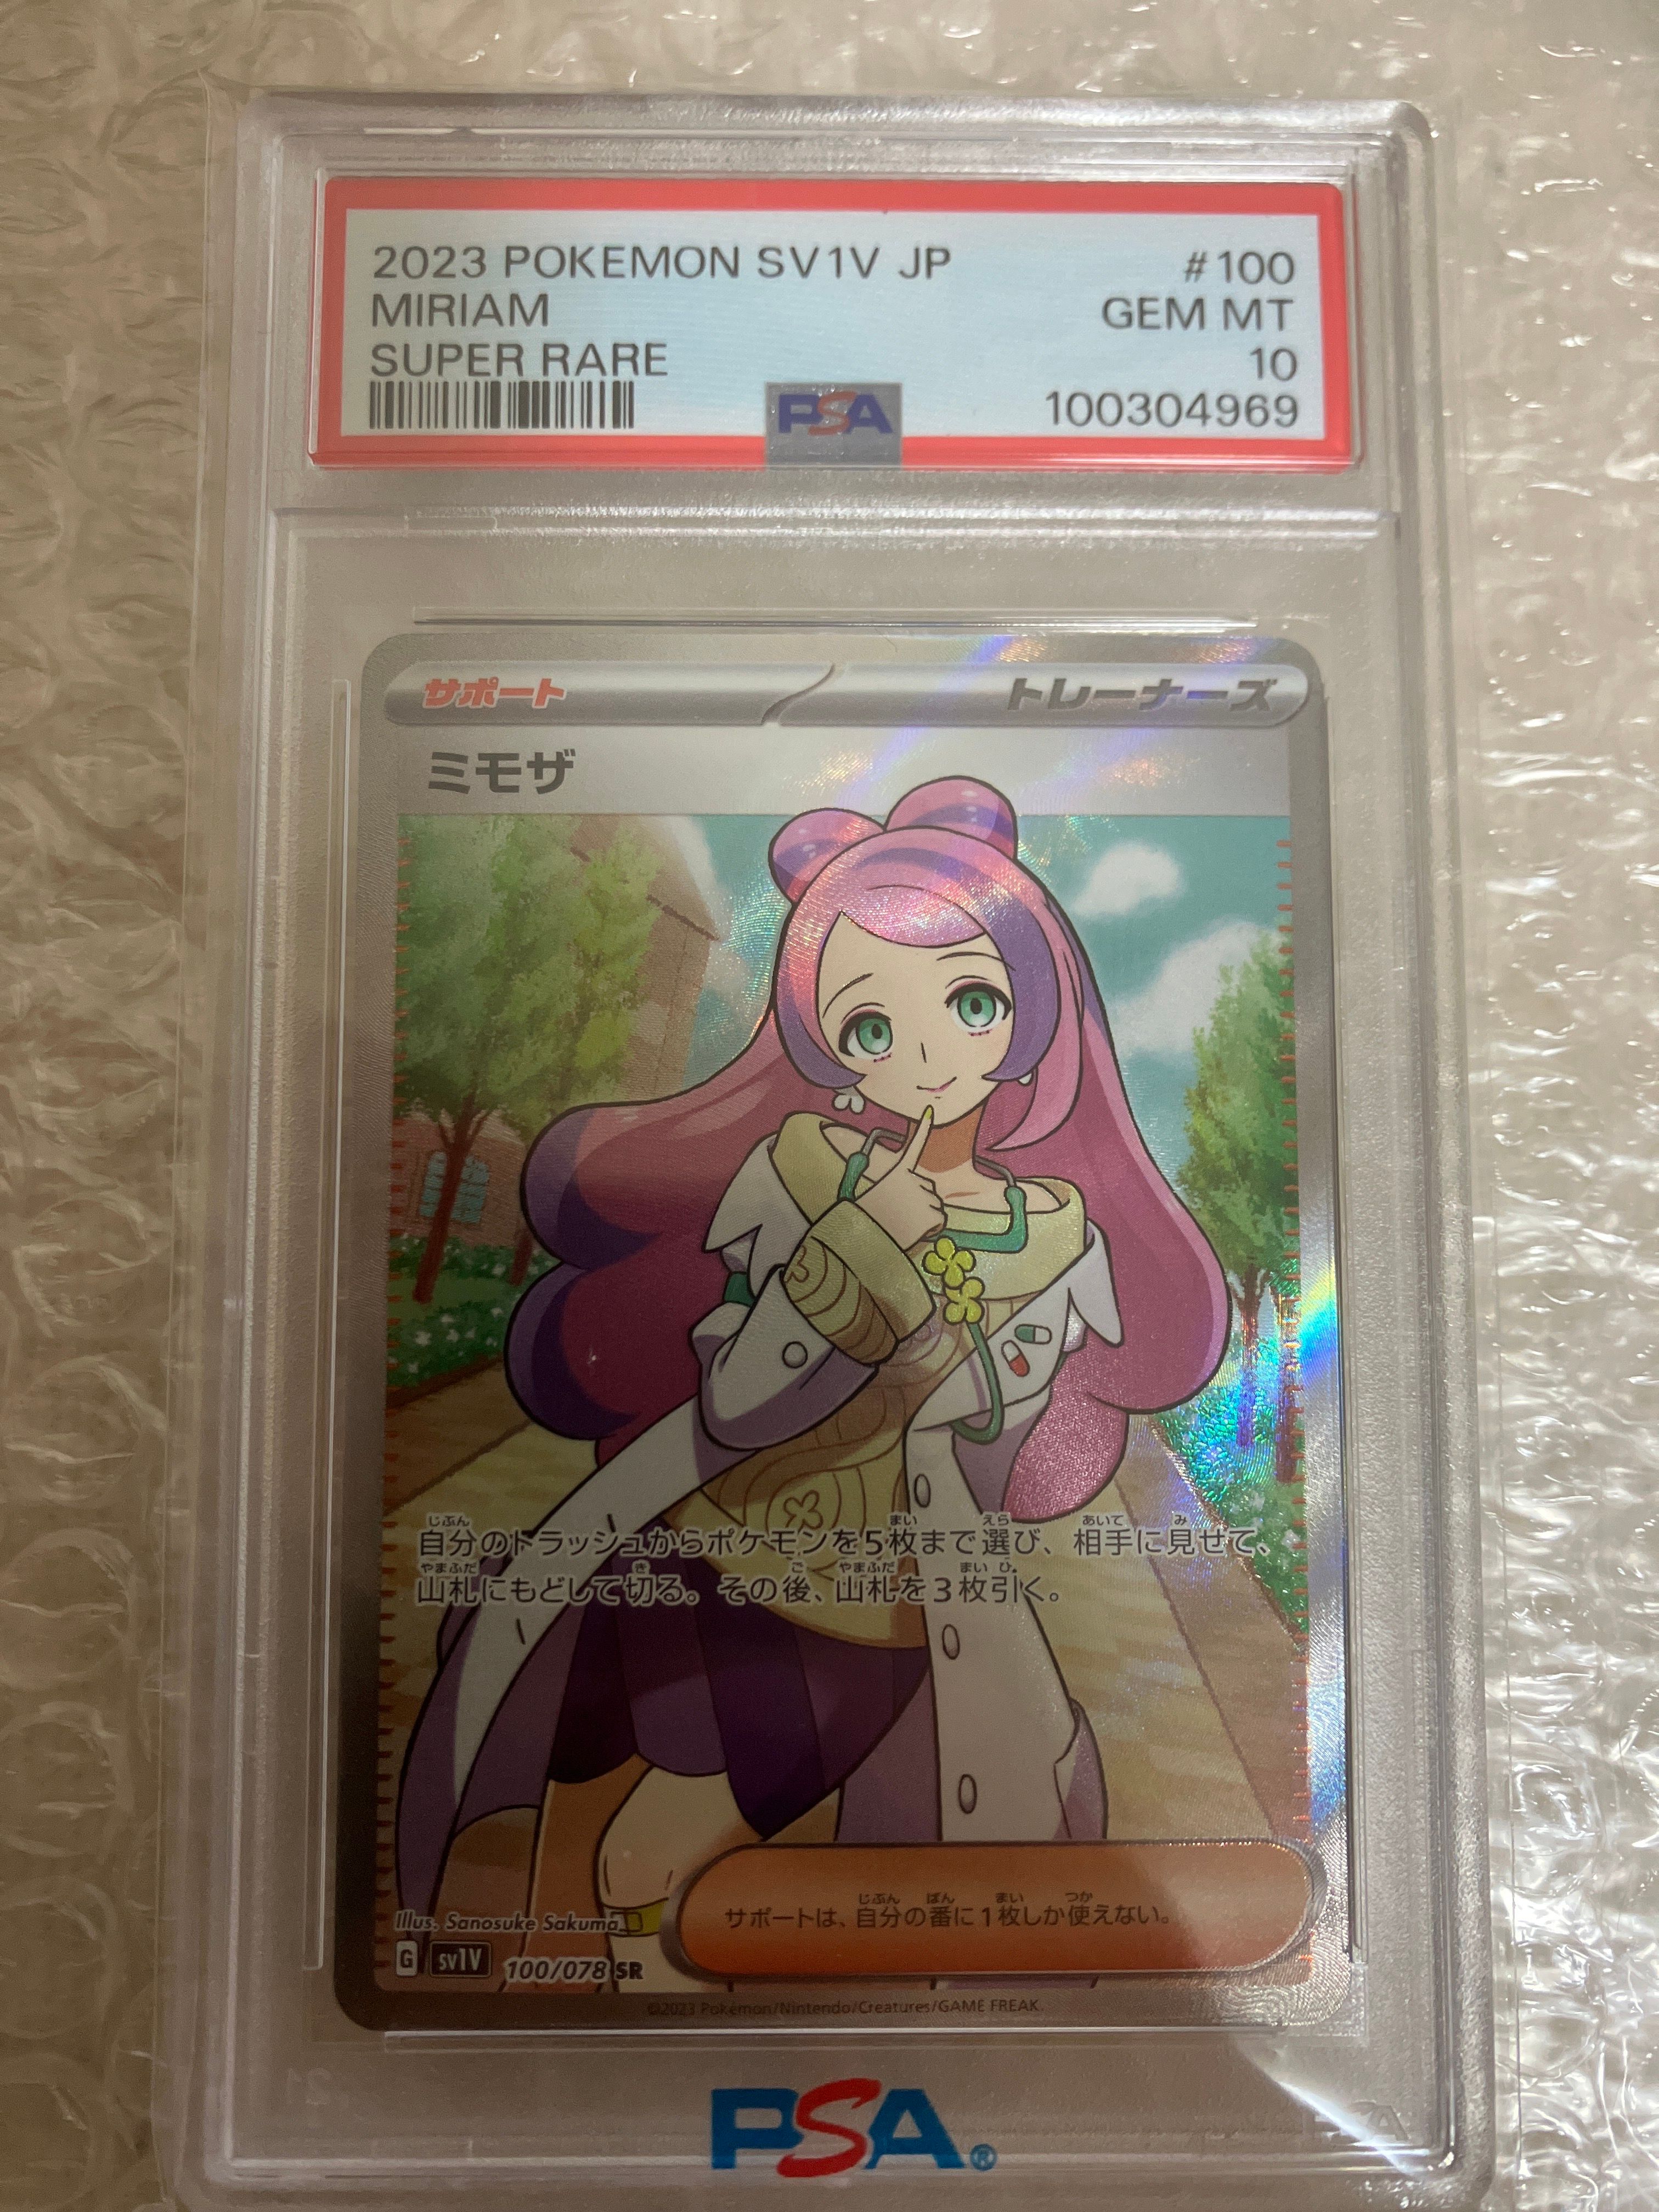 2023 POKEMON SV1V JP #100
MIRIAM GEM MT
SUPER RARE 10
PSA 100304969
サポート トレーナーズ
ミモザ
自分のトラッシュからポケモンを5枚まで選び、相手に見せて、
山札にもどして切る。その後、山札を3枚引く。
サポートは、自分の番に1枚しか使えない。
Illus. Sanosuke Sakuma
G SV1V 100/078 SR
©2023 Pokémon/Nintendo/Creatures/GAME FREAK.
PSA®